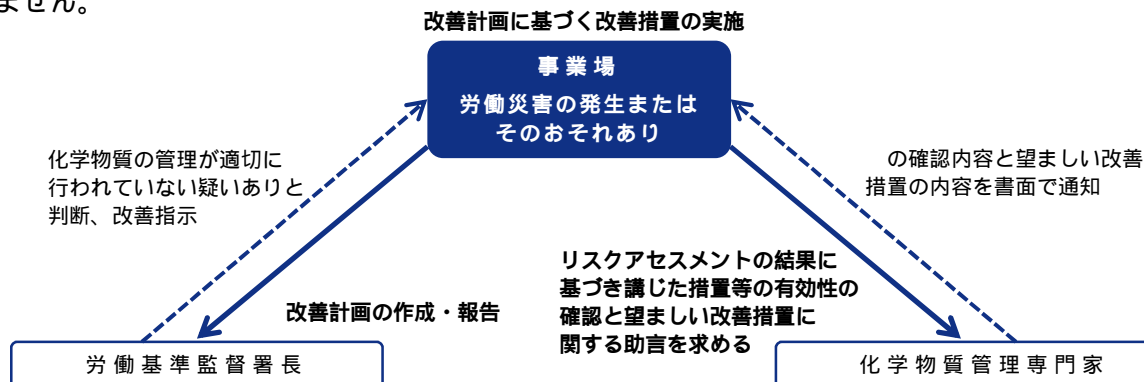 ません。
改善計画に基づく改善措置の実施
事業場
労働災害の発生または
そのおそれあり
化学物質の管理が適切に
行われていない疑いありと
判断、改善指示
の確認内容と望ましい改善
措置の内容を書面で通知
リスクアセスメントの結果に
基づき講じた措置等の有効性の
確認と望ましい改善措置に
関する助言を求める
改善計画の作成・報告
労働基準監督署長
化学物質管理専門家